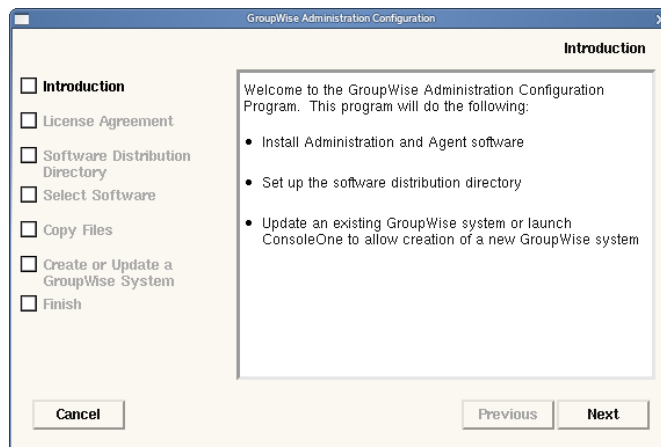 GroupWise Administration Configuration
Introduction
Introduction
License Agreement
Software Distribution
Directory
Select Software
Copy Files
Create or Update a
GroupWise System
Finish
Welcome to the GroupWise Administration Configuration
Program. This program will do the following:
• Install Administration and Agent software
• Set up the software distribution directory
• Update an existing GroupWise system or launch
ConsoleOne to allow creation of a new GroupWise system
Cancel
Previous
Next